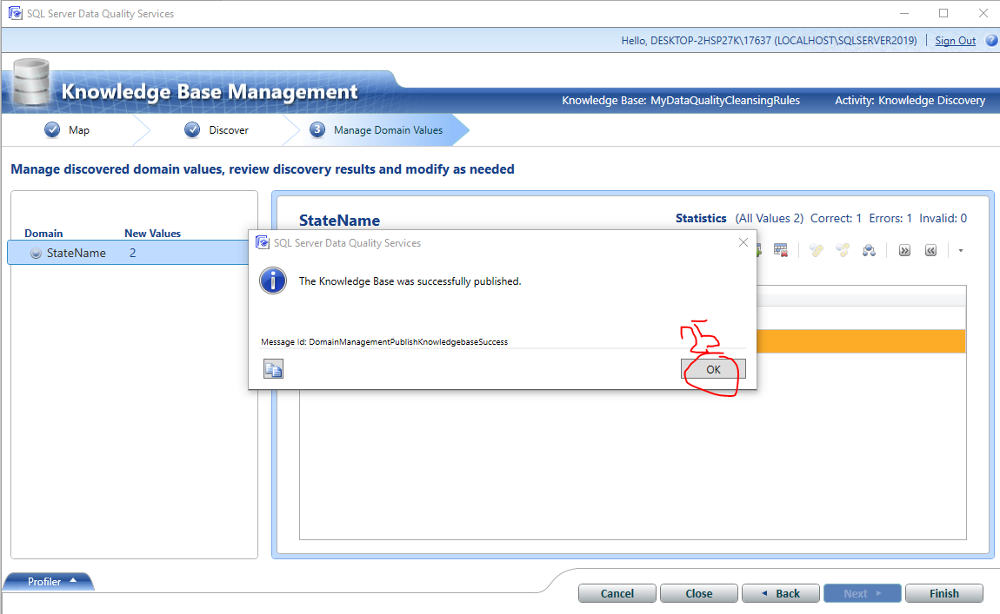 SQL Server Data Quality Services
Hello, DESKTOP-2HSP27K\17637 (LOCALHOST\SQLSERVER2019) | Sign Out ?
Knowledge Base Management
Knowledge Base: MyDataQualityCleansingRules Activity: Knowledge Discovery
Map Discover 3 Manage Domain Values
Manage discovered domain values, review discovery results and modify as needed
StateName Statistics (All Values 2) Correct: 1 Errors: 1 Invalid: 0
Domain New Values
StateName 2
SQL Server Data Quality Services
The Knowledge Base was successfully published.
Message Id: DomainManagementPublishKnowledgebaseSuccess
OK
Profiler
Cancel Close Back Next Finish